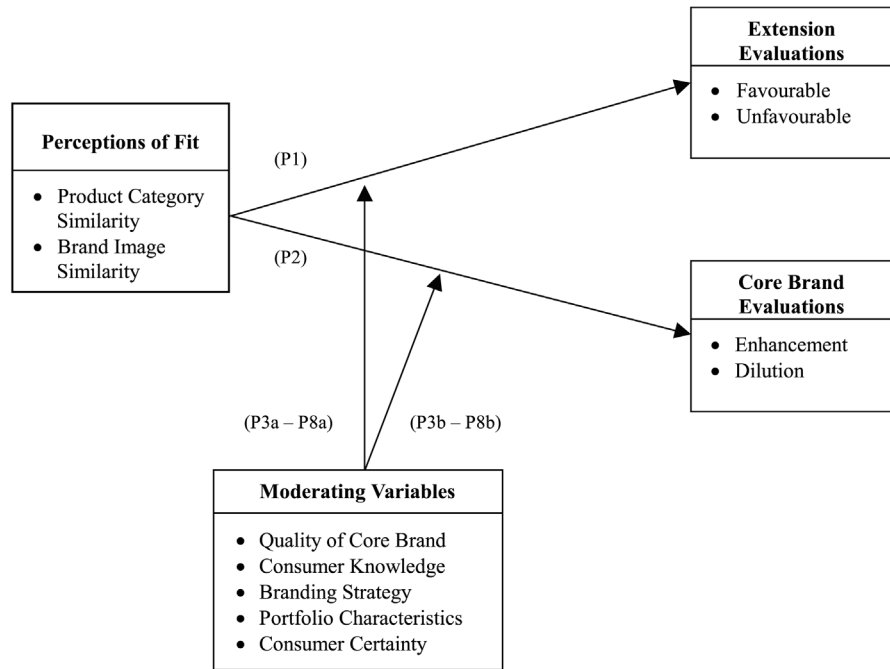 Extension
Evaluations
• Favourable
• Unfavourable
Perceptions of Fit
• Product Category
Similarity
• Brand Image
Similarity
(P1)
(P2)
Core Brand
Evaluations
• Enhancement
• Dilution
(P3a – P8a)
(P3b – P8b)
Moderating Variables
• Quality of Core Brand
• Consumer Knowledge
• Branding Strategy
• Portfolio Characteristics
• Consumer Certainty